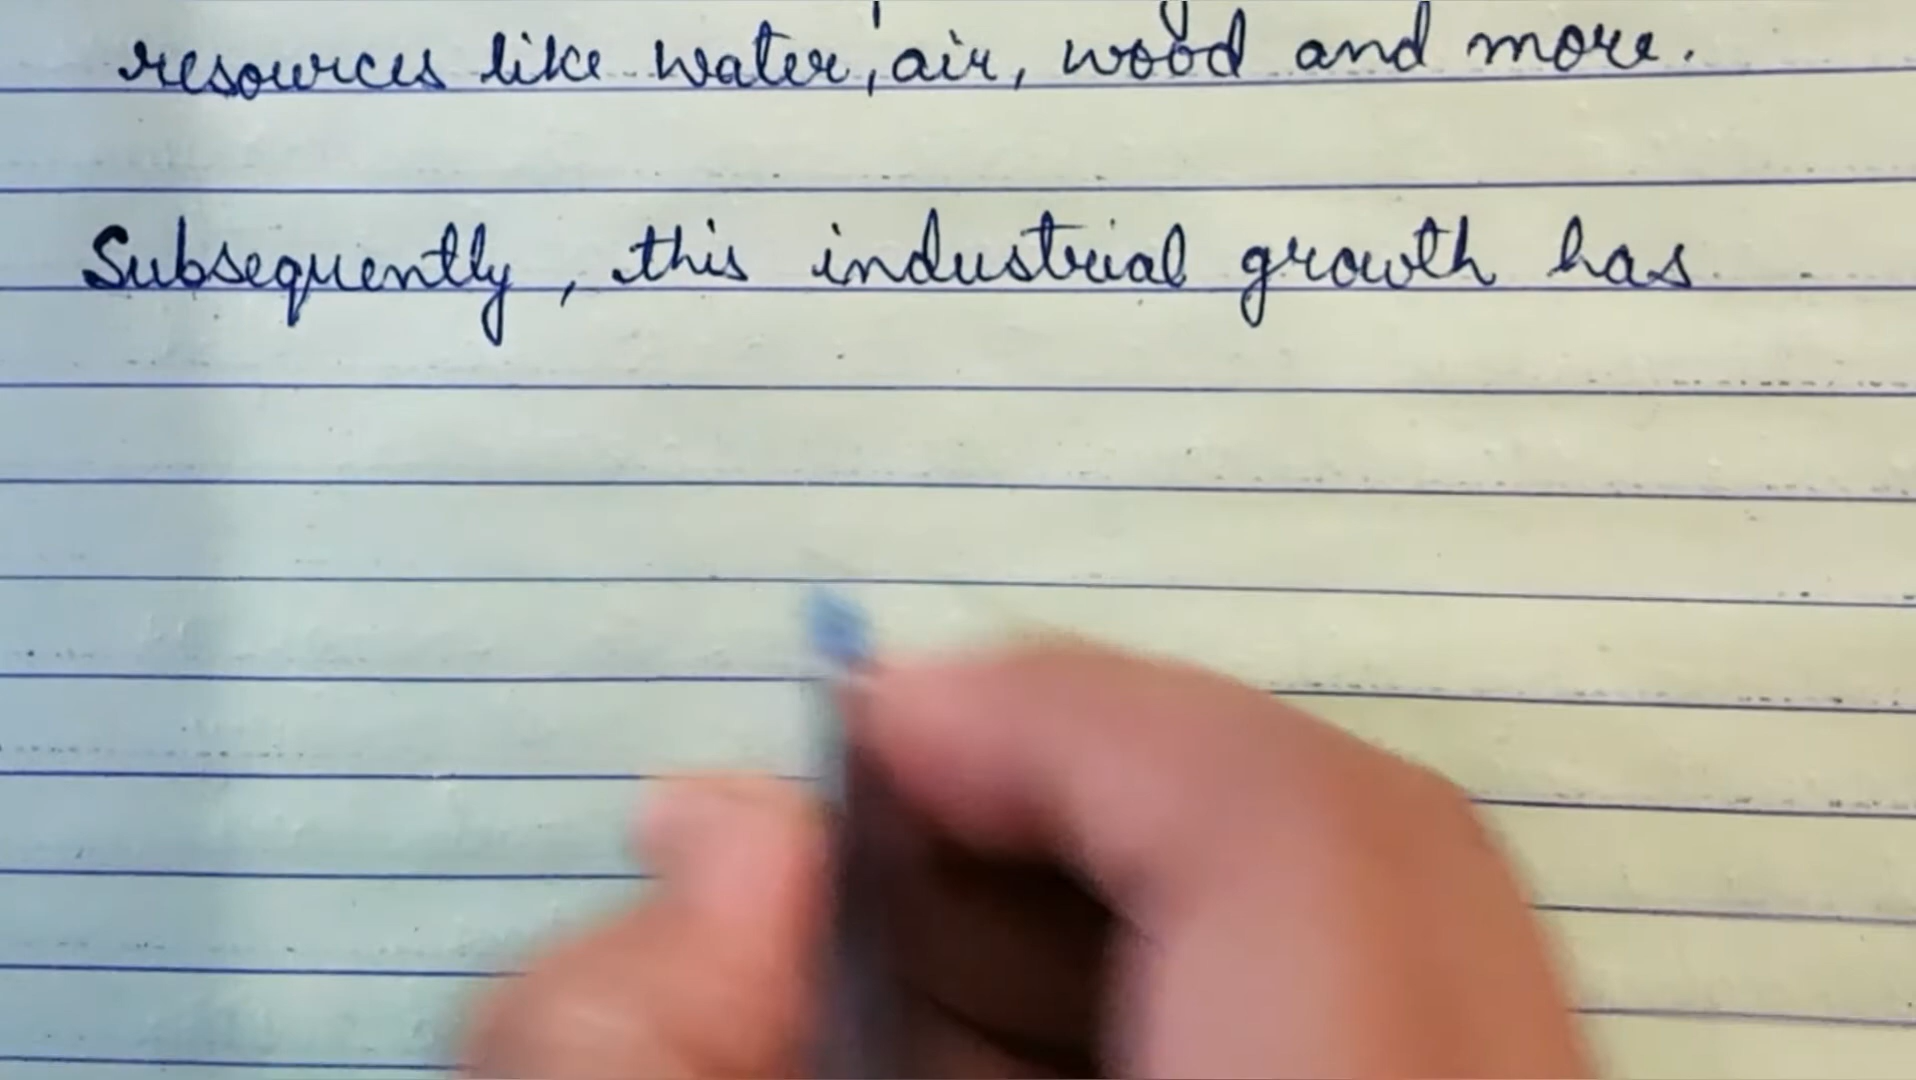 resources like water, air, wood and more.
Subsequently, this industrial growth has